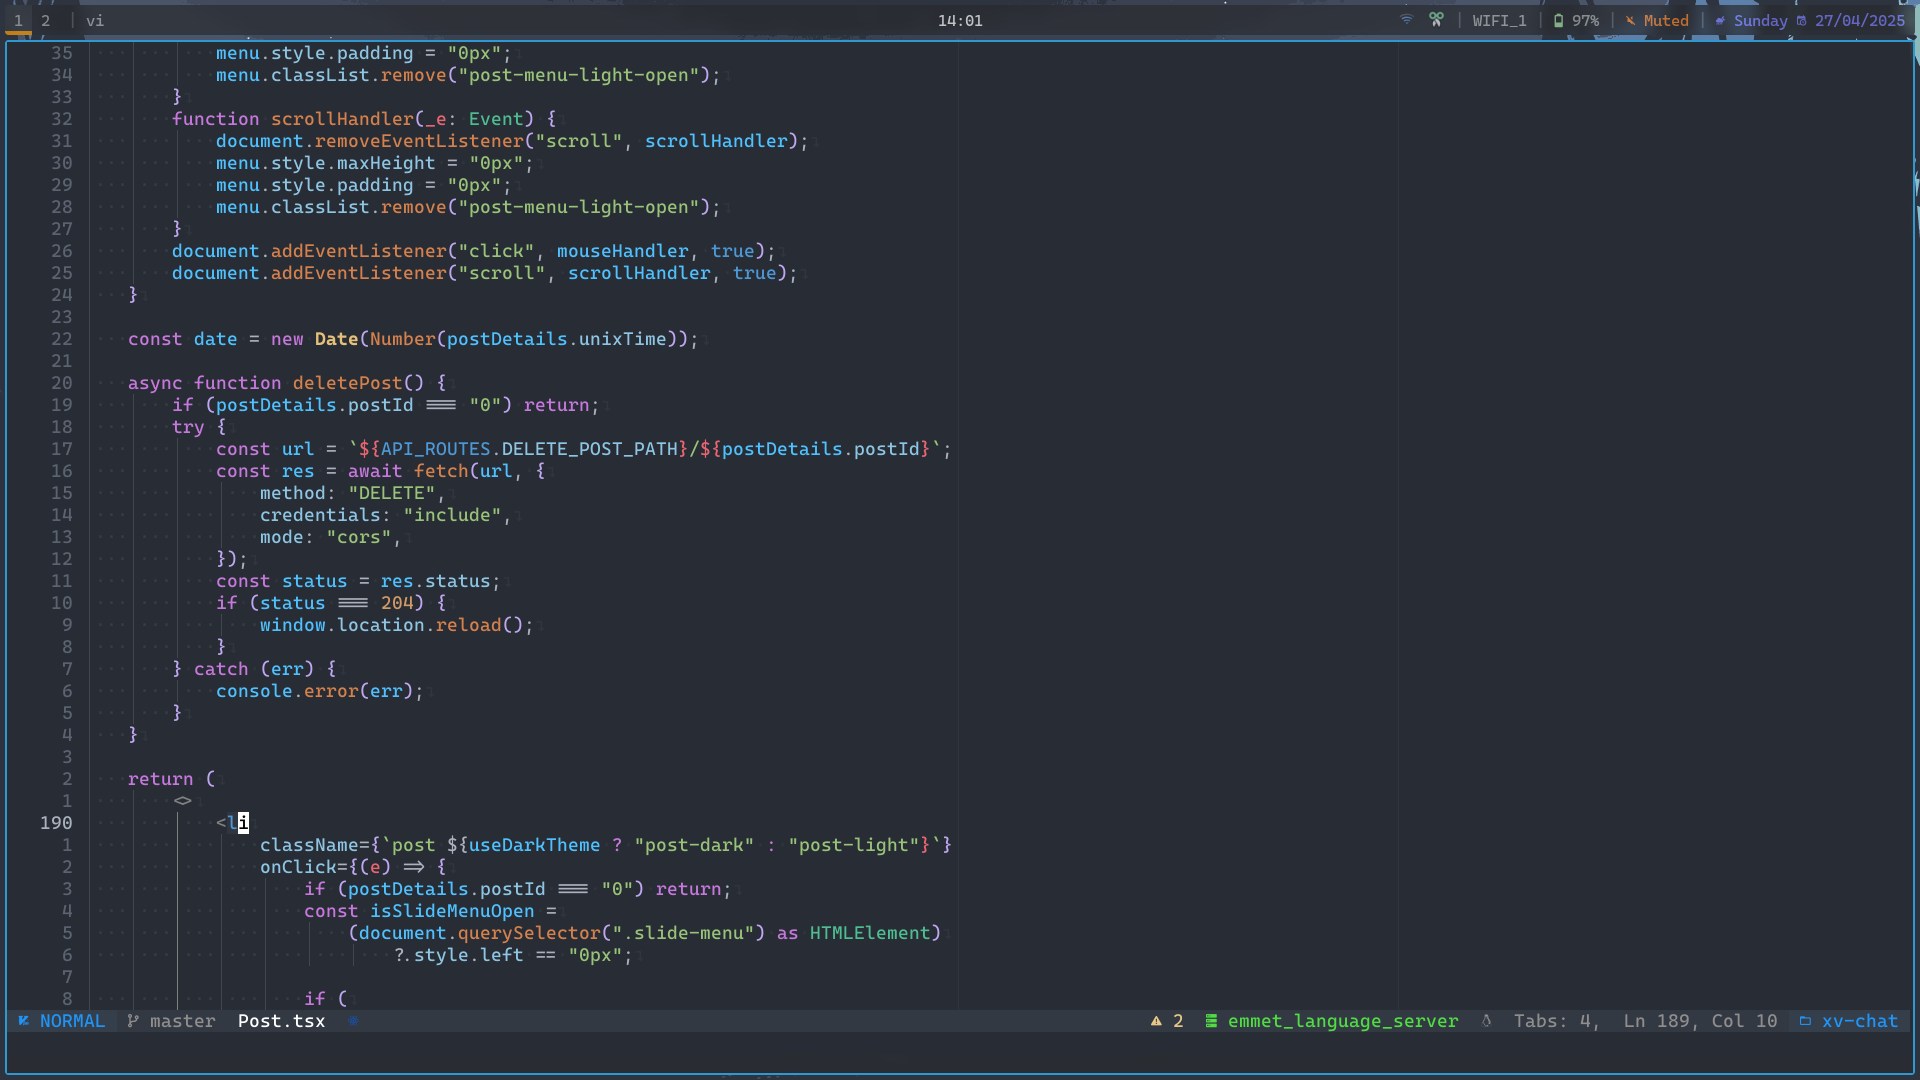 1 2 | vi 14:01 | WIFI_1 | 97% | Muted | Sunday 27/04/2025
35 menu.style.padding = "0px";
34 menu.classList.remove("post-menu-light-open");
33 }
32 function scrollHandler(_e: Event) {
31 document.removeEventListener("scroll", scrollHandler);
30 menu.style.maxHeight = "0px";
29 menu.style.padding = "0px";
28 menu.classList.remove("post-menu-light-open");
27 }
26 document.addEventListener("click", mouseHandler, true);
25 document.addEventListener("scroll", scrollHandler, true);
24 }
23
22 const date = new Date(Number(postDetails.unixTime));
21
20 async function deletePost() {
19 if (postDetails.postId === "0") return;
18 try {
17 const url = `${API_ROUTES.DELETE_POST_PATH}/${postDetails.postId}`;
16 const res = await fetch(url, {
15 method: "DELETE",
14 credentials: "include",
13 mode: "cors",
12 });
11 const status = res.status;
10 if (status === 204) {
9 window.location.reload();
8 }
7 } catch (err) {
6 console.error(err);
5 }
4 }
3
2 return (
1 <>
190 <li
1 className={`post ${useDarkTheme ? "post-dark" : "post-light"}`}
2 onClick={(e) => {
3 if (postDetails.postId === "0") return;
4 const isSlideMenuOpen =
5 (document.querySelector(".slide-menu") as HTMLElement)
6 ?.style.left == "0px";
7
8 if (
NORMAL master Post.tsx 2 emmet_language_server Tabs: 4, Ln 189, Col 10 xv-chat